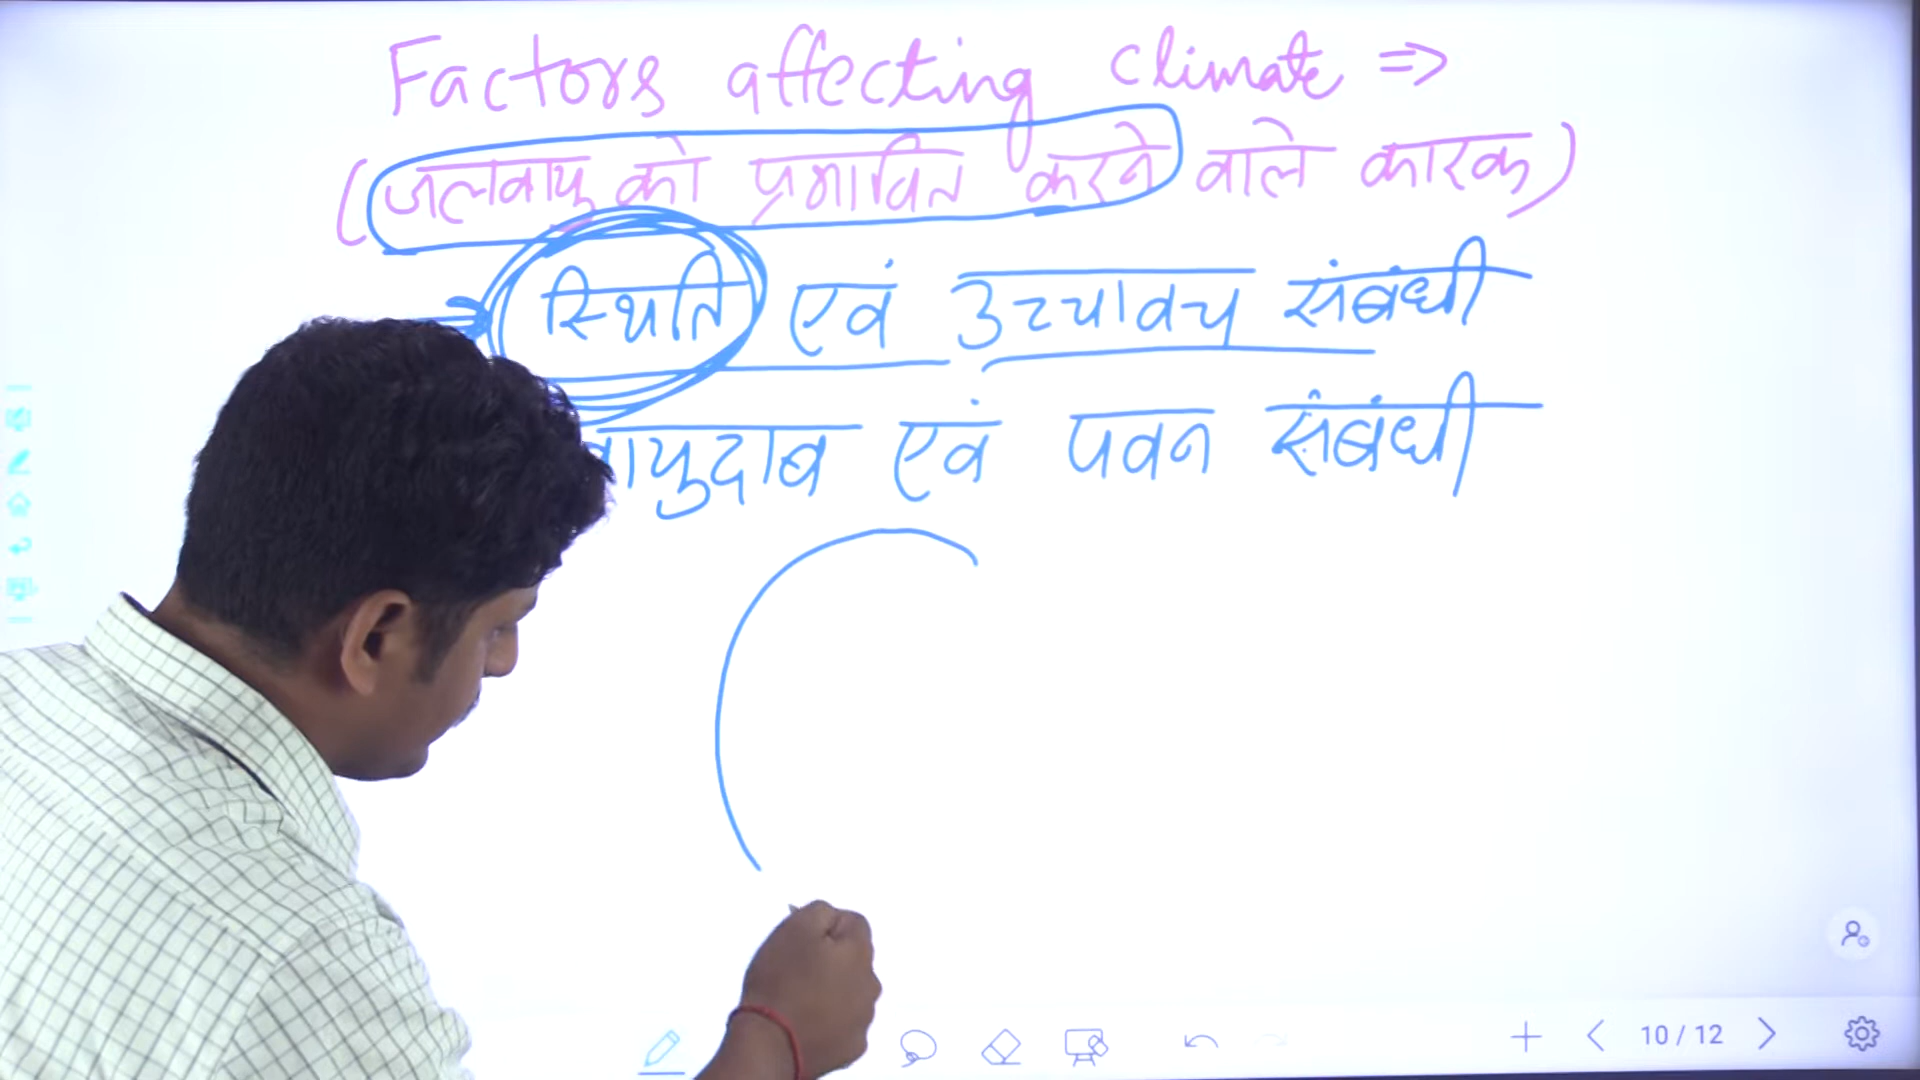 Factors affecting climate ⇒
(जलवायु को प्रभावित करने वाले कारक)
स्थिति एवं उच्चावच संबंधी
वायुदाब एवं पवन संबंधी
10 / 12